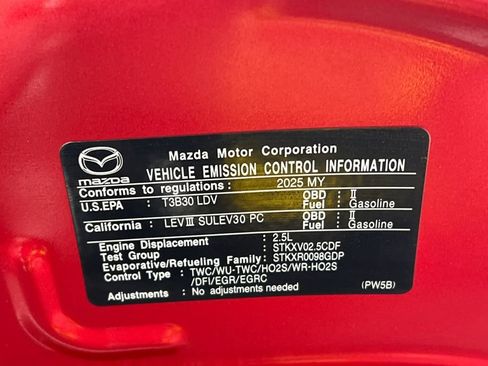 Mazda Motor Corporation
mazda
VEHICLE EMISSION CONTROL INFORMATION
Conforms to regulations : 2025 MY
U.S.EPA : T3B30 LDV OBD : II
Fuel : Gasoline
California : LEVⅢ SULEV30 PC OBD : II
Fuel : Gasoline
Engine Displacement : 2.5L
Test Group : STKXV02.5CDF
Evaporative/Refueling Family: STKXR0098GDP
Control : TWC/WU-TWC/HO2S/WR-HO2S
/DFI/EGR/EGRC
Adjustments : No adjustments needed
(PW5B)